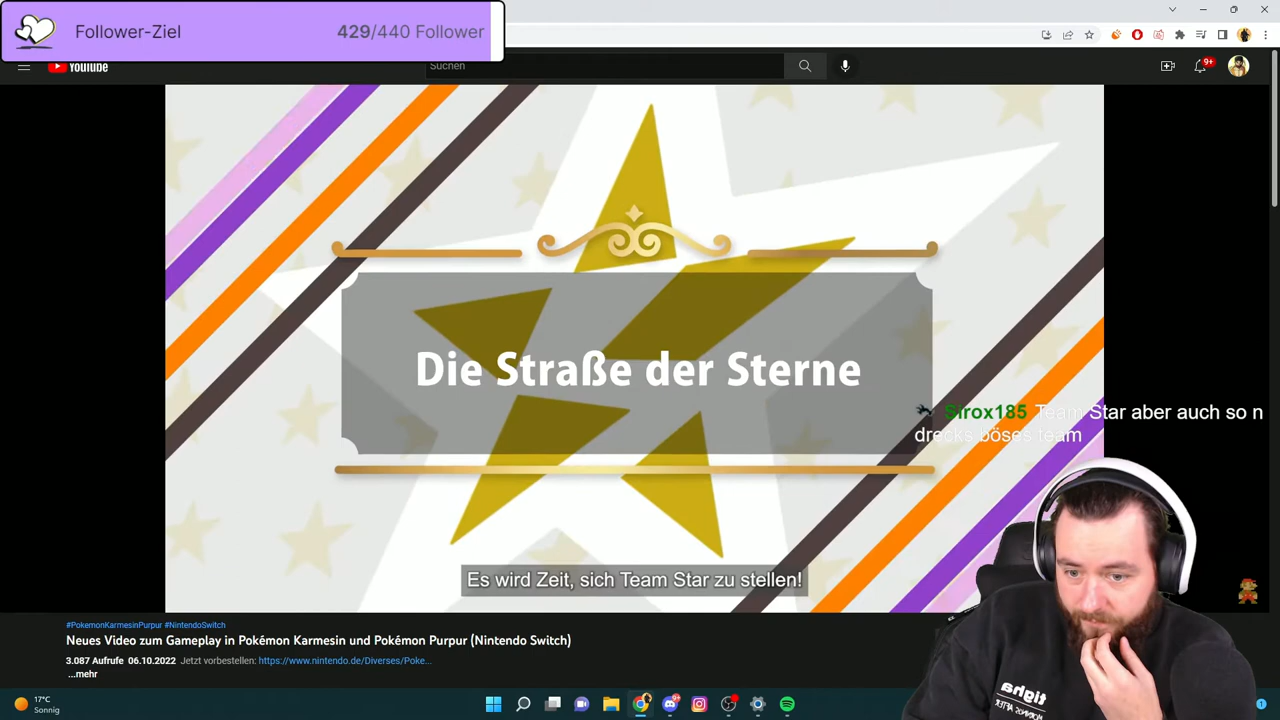 Follower-Ziel 429/440 Follower
YouTube
Suchen
9+
Die Straße der Sterne
Sirox185 Team Star aber auch so n
drecks böses team
Es wird Zeit, sich Team Star zu stellen!
#PokemonKarmesinPurpur #NintendoSwitch
Neues Video zum Gameplay in Pokémon Karmesin und Pokémon Purpur (Nintendo Switch)
3.087 Aufrufe 06.10.2022 Jetzt vorbestellen: https://www.nintendo.de/Diverses/Poke...
...mehr
17°C
Sonnig
9+
1